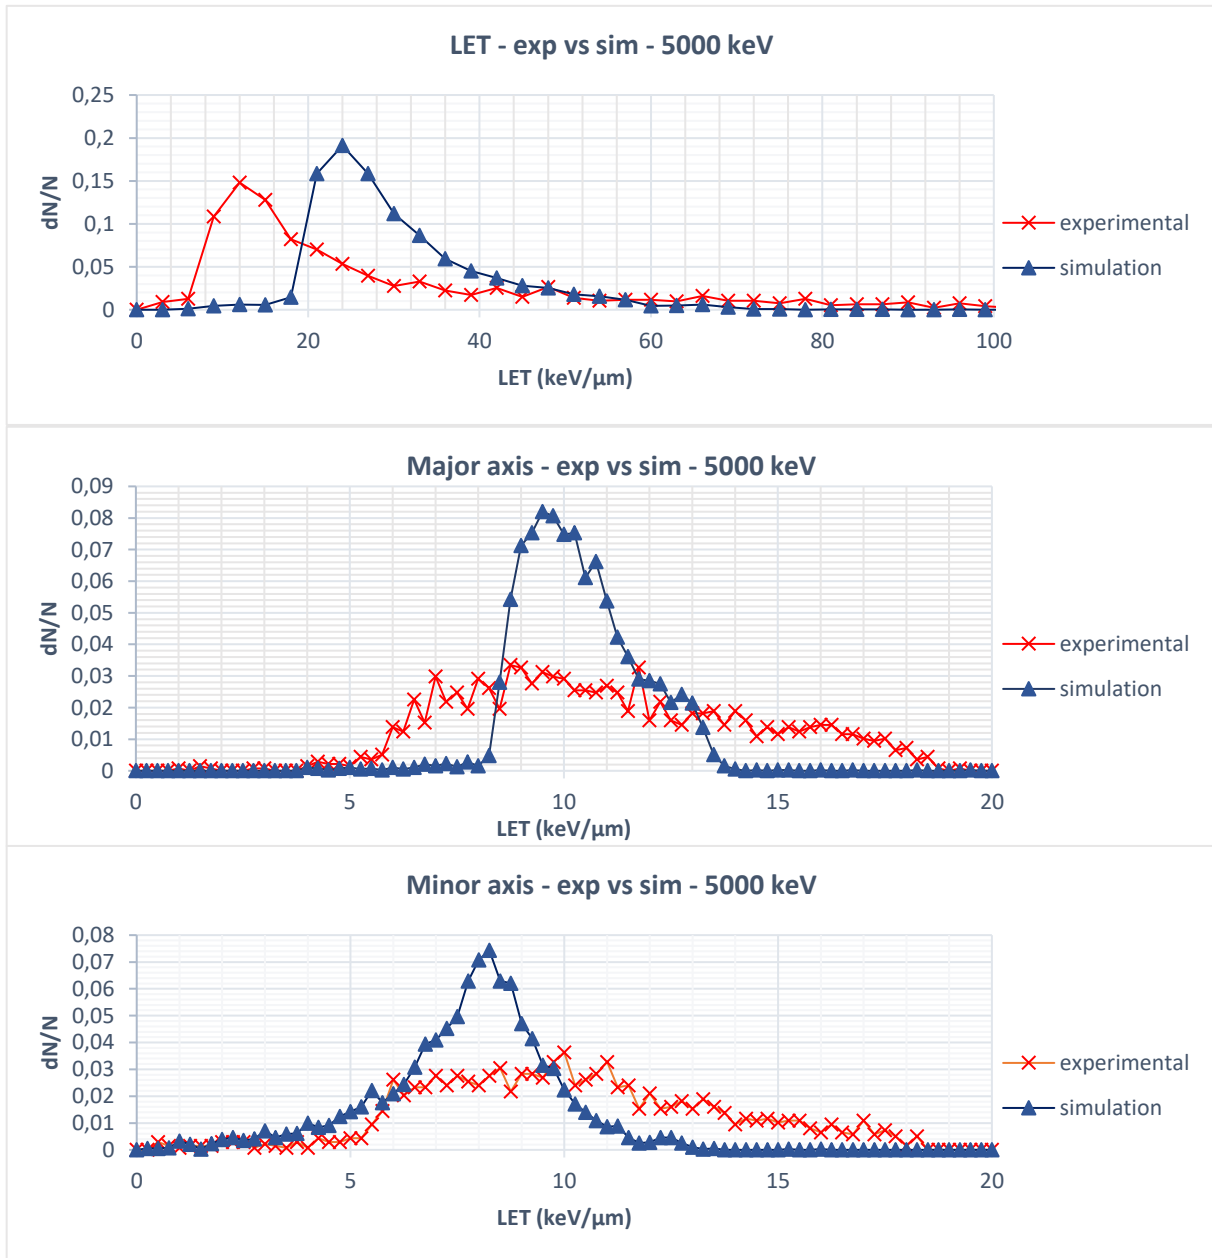 LET - exp vs sim - 5000 keV
0,25
0,2
0,15
0,1
0,05
0
dN/N
0 20 40 60 80 100
LET (keV/µm)
experimental
simulation
Major axis - exp vs sim - 5000 keV
0,09
0,08
0,07
0,06
0,05
0,04
0,03
0,02
0,01
0
dN/N
0 5 10 15 20
LET (keV/µm)
experimental
simulation
Minor axis - exp vs sim - 5000 keV
0,08
0,07
0,06
0,05
0,04
0,03
0,02
0,01
0
dN/N
0 5 10 15 20
LET (keV/µm)
experimental
simulation